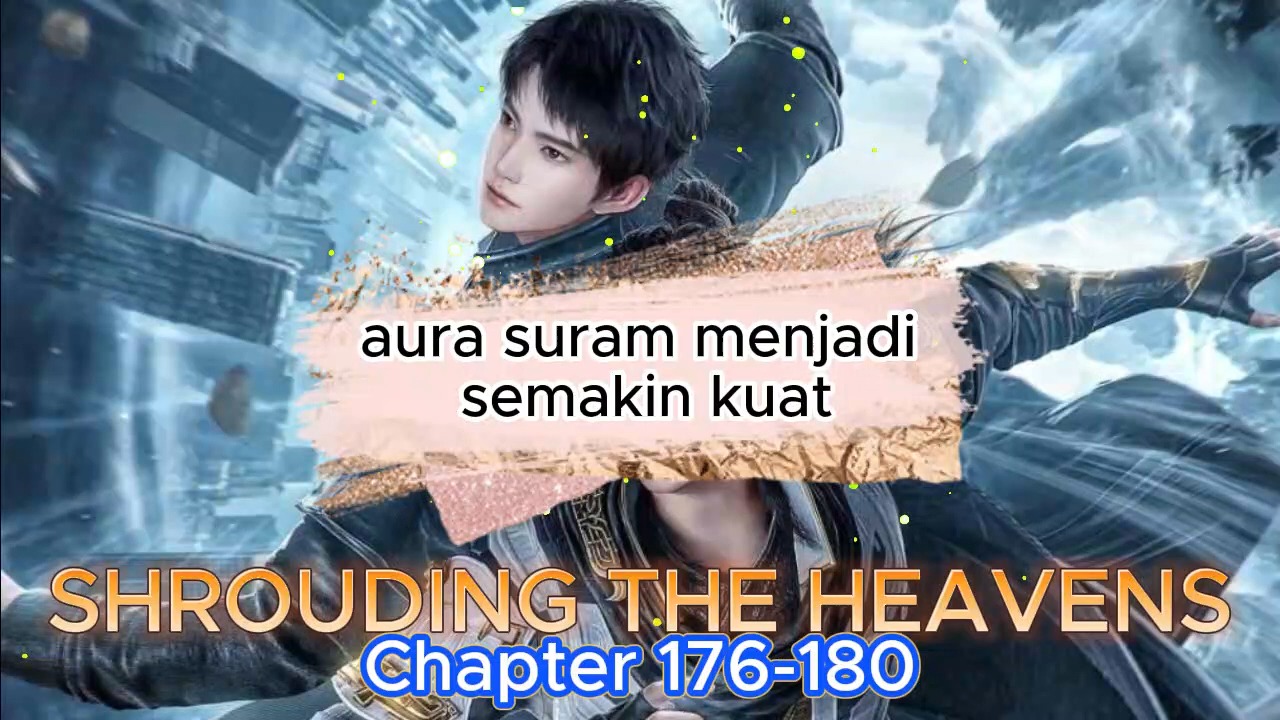 aura suram menjadi
semakin kuat
SHROUDING THE HEAVENS
Chapter 176-180